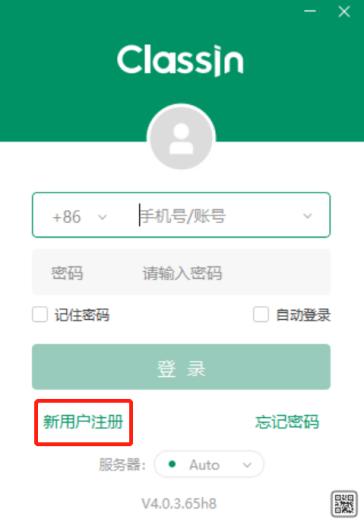 ClassIn
+86 手机号/账号
密码 请输入密码
记住密码 自动登录
登 录
新用户注册 忘记密码
服务器: Auto
V4.0.3.65h8